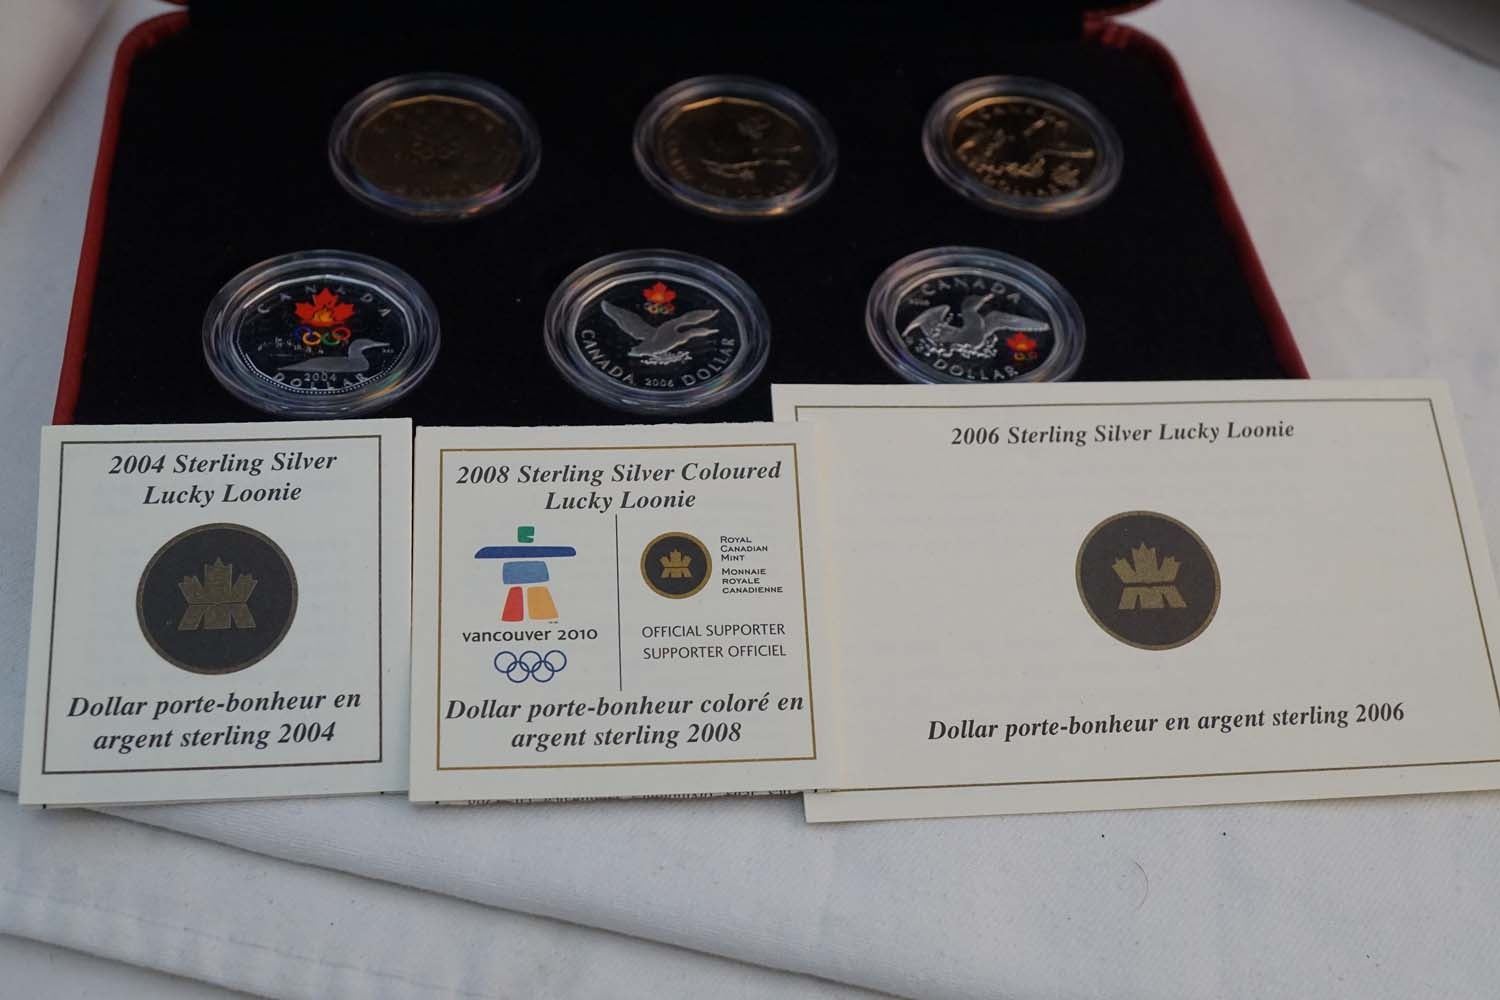 CANADA
DOLLAR
2004
CANADA 2006 DOLLAR
CANADA
DOLLAR
2004 Sterling Silver
Lucky Loonie
Dollar porte-bonheur en
argent sterling 2004
2008 Sterling Silver Coloured
Lucky Loonie
vancouver 2010
ROYAL
CANADIAN
MINT
MONNAIE
ROYALE
CANADIENNE
OFFICIAL SUPPORTER
SUPPORTER OFFICIEL
Dollar porte-bonheur coloré en
argent sterling 2008
2006 Sterling Silver Lucky Loonie
Dollar porte-bonheur en argent sterling 2006